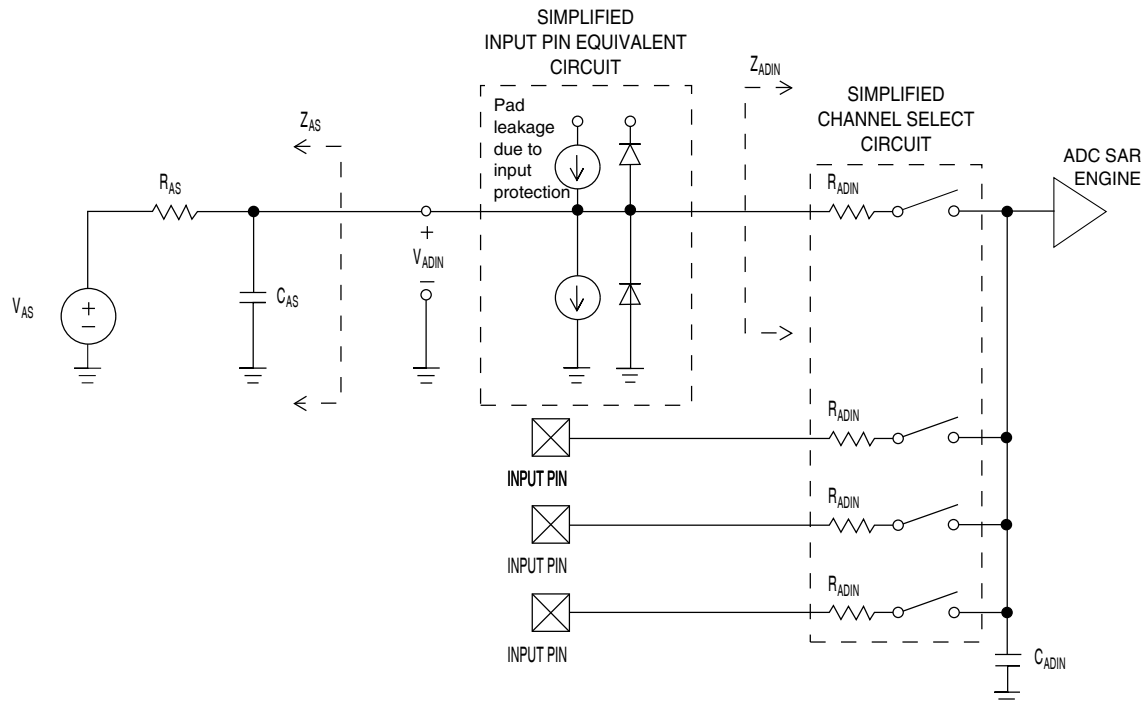 SIMPLIFIED
INPUT PIN EQUIVALENT
CIRCUIT
Pad
leakage
due to
input
protection
Z_ADIN
SIMPLIFIED
CHANNEL SELECT
CIRCUIT
ADC SAR
ENGINE
Z_AS
R_AS
R_ADIN
+
V_ADIN
−
V_AS
+
−
C_AS
R_ADIN
INPUT PIN
R_ADIN
INPUT PIN
R_ADIN
INPUT PIN
C_ADIN